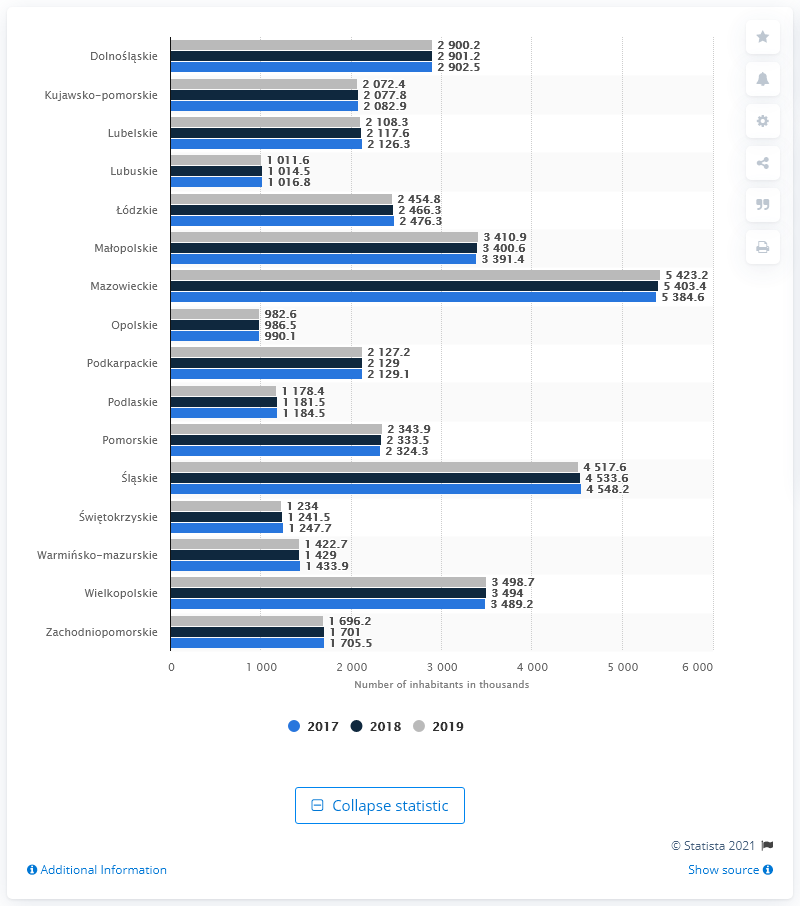 Dolnośląskie
2 900.2
2 901.2
2 902.5
Kujawsko-pomorskie
2 072.4
2 077.8
2 082.9
Lubelskie
2 108.3
2 117.6
2 126.3
Lubuskie
1 011.6
1 014.5
1 016.8
Łódzkie
2 454.8
2 466.3
2 476.3
Małopolskie
3 410.9
3 400.6
3 391.4
Mazowieckie
5 423.2
5 403.4
5 384.6
Opolskie
982.6
986.5
990.1
Podkarpackie
2 127.2
2 129
2 129.1
Podlaskie
1 178.4
1 181.5
1 184.5
Pomorskie
2 343.9
2 333.5
2 324.3
Śląskie
4 517.6
4 533.6
4 548.2
Świętokrzyskie
1 234
1 241.5
1 247.7
Warmińsko-mazurskie
1 422.7
1 429
1 433.9
Wielkopolskie
3 498.7
3 494
3 489.2
Zachodniopomorskie
1 696.2
1 701
1 705.5
0 1 000 2 000 3 000 4 000 5 000 6 000
Number of inhabitants in thousands
2017 2018 2019
Collapse statistic
© Statista 2021
Additional Information Show source